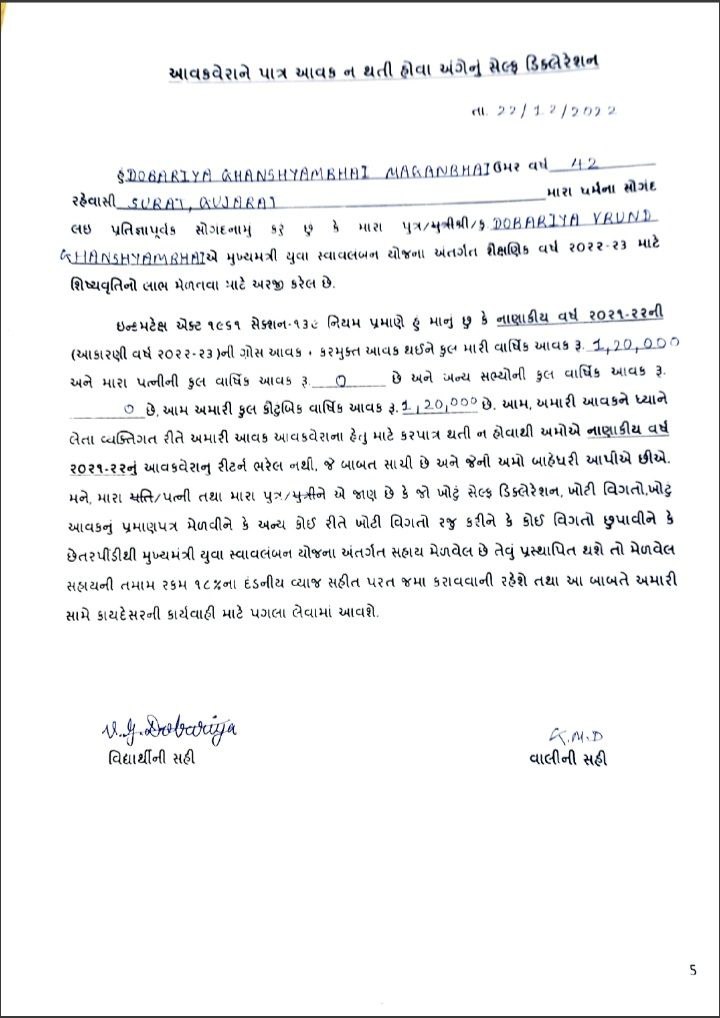 આવકવેરાને પાત્ર આવક ન થતી હોવા અંગેનું સેલ્ફ ડિક્લેરેશન
તા. 22/12/2022
હું DOBARIYA GHANSHYAMBHAI MAGANBHAI ઉમર વર્ષ 42
રહેવાસી SURAT, GUJARAT મારા ધર્મના સોગંદ
લઇ પ્રતિજ્ઞાપૂર્વક સોગદનામુ કરૂ છુ કે મારા પુત્ર/પુત્રીશ્રી/કુ DOBARIYA VRUND
GHANSHYAMBHAI એ મુખ્યમંત્રી યુવા સ્વાવલબન યોજના અંતર્ગત શૈક્ષણિક વર્ષ ૨૦૨૨-૨૩ માટે
શિષ્યવૃતિનો લાભ મેળતવા માટે અરજી કરેલ છે.
ઇન્કમટેક્ષ એક્ટ ૧૯૬૧ સેક્શન-૧૩૯ નિયમ પ્રમાણે હુ માનુ છુ કે નાણાકીય વર્ષ ૨૦૨૧-૨૨ની
(આકારણી વર્ષ ૨૦૨૨-૨૩)ની ગ્રોસ આવક + કરમુક્ત આવક થઈને કુલ મારી વાર્ષિક આવક રૂ. 1,20,000
અને મારા પત્નીની કુલ વાર્ષિક આવક રૂ. 0 છે અને અન્ય સભ્યોની કુલ વાર્ષિક આવક રૂ.
0 છે, આમ અમારી કુલ કૌટુંબિક વાર્ષિક આવક રૂ. 1,20,000 છે. આમ, અમારી આવકને ધ્યાને
લેતા વ્યક્તિગત રીતે અમારી આવક આવકવેરાના હેતુ માટે કરપાત્ર થતી ન હોવાથી અમોએ નાણાકીય વર્ષ
૨૦૨૧-૨૨નું આવકવેરાનુ રીટર્ન ભરેલ નથી, જે બાબત સાચી છે અને જેની અમો બાહેધરી આપીએ છીએ.
મને, મારા પતિ/પત્ની તથા મારા પુત્ર/પુત્રીને એ જાણ છે કે જો ખોટું સેલ્ફ ડિક્લેરેશન, ખોટી વિગતો,ખોટુ
આવકનું પ્રમાણપત્ર મેળવીને કે અન્ય કોઈ રીતે ખોટી વિગતો રજુ કરીને કે કોઈ વિગતો છુપાવીને કે
છેતરપીંડીથી મુખ્યમંત્રી યુવા સ્વાવલંબન યોજના અંતર્ગત સહાય મેળવેલ છે તેવું પ્રસ્થાપિત થશે તો મેળવેલ
સહાયની તમામ રકમ ૧૮%ના દંડનીય વ્યાજ સહીત પરત જમા કરાવવાની રહેશે તથા આ બાબતે અમારી
સામે કાયદેસરની કાર્યવાહી માટે પગલા લેવામાં આવશે.
V.G.Dobariya G.M.D
વિદ્યાર્થીની સહી વાલીની સહી
5